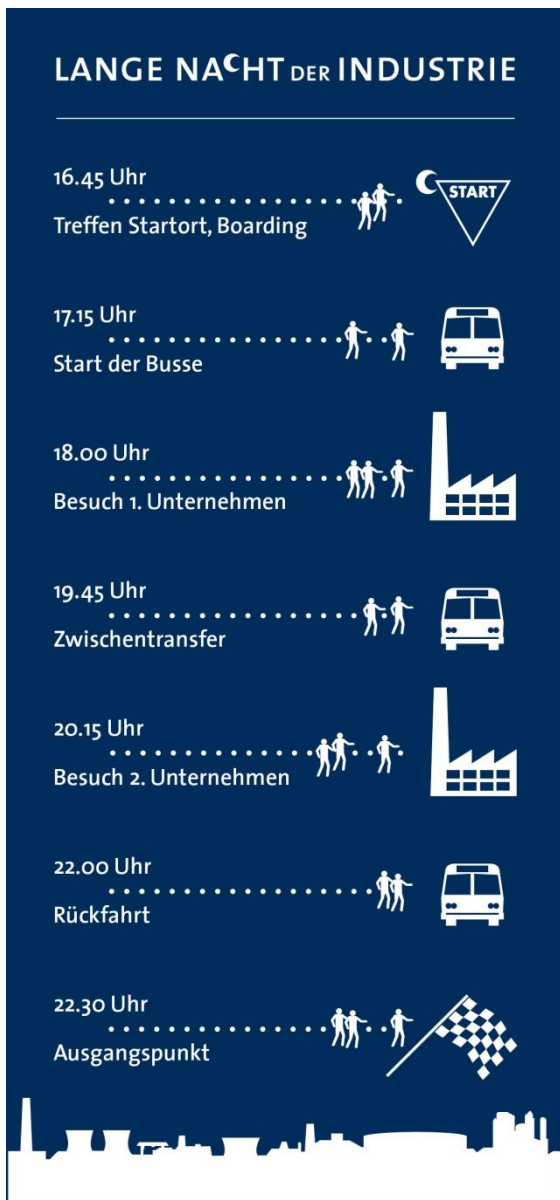 LANGE NACHT DER INDUSTRIE
16.45 Uhr
START
Treffen Startort, Boarding
17.15 Uhr
Start der Busse
18.00 Uhr
Besuch 1. Unternehmen
19.45 Uhr
Zwischentransfer
20.15 Uhr
Besuch 2. Unternehmen
22.00 Uhr
Rückfahrt
22.30 Uhr
Ausgangspunkt